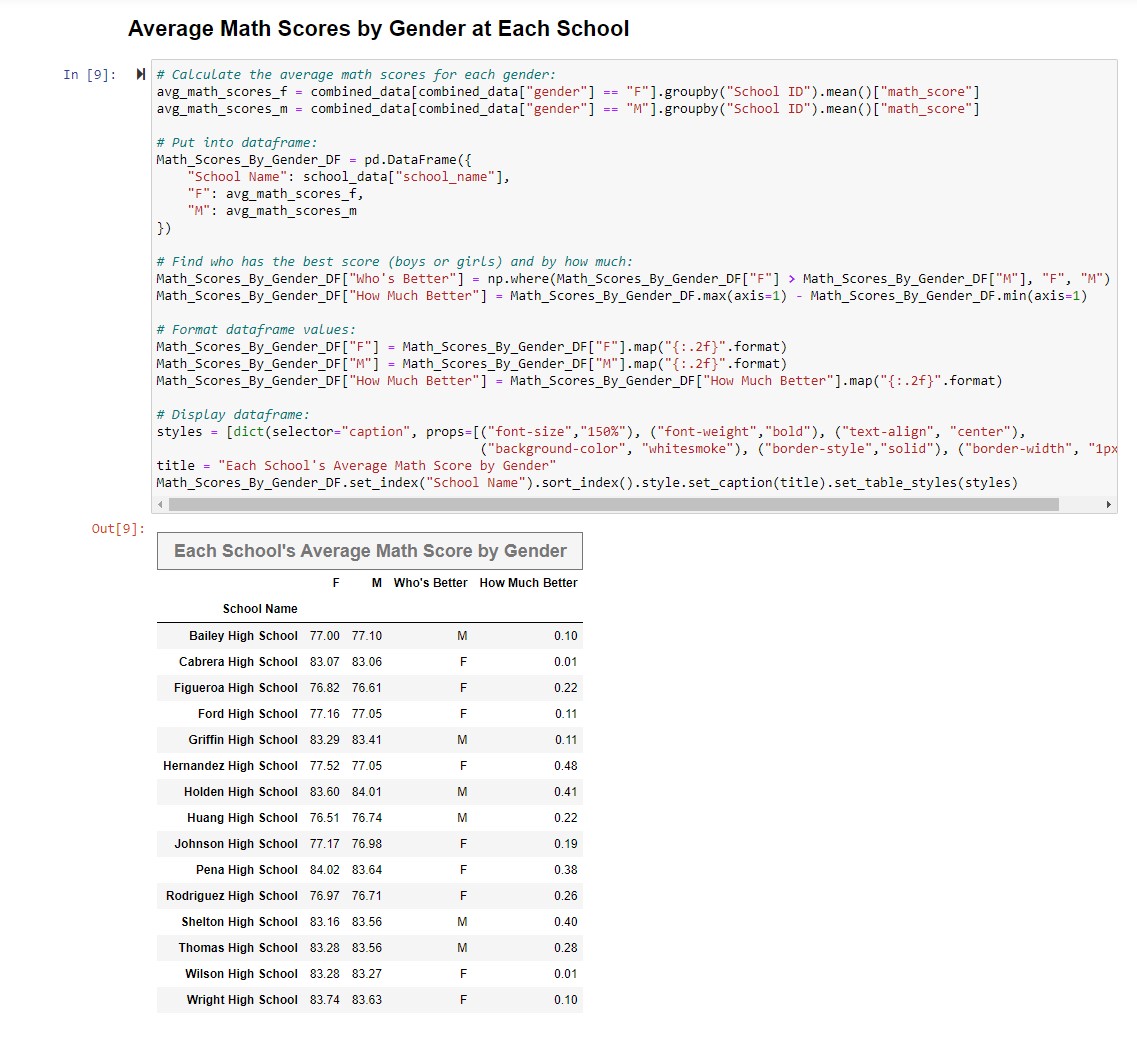 Average Math Scores by Gender at Each School
In [9]:
# Calculate the average math scores for each gender:
avg_math_scores_f = combined_data[combined_data["gender"] == "F"].groupby("School ID").mean()["math_score"]
avg_math_scores_m = combined_data[combined_data["gender"] == "M"].groupby("School ID").mean()["math_score"]
# Put into dataframe:
Math_Scores_By_Gender_DF = pd.DataFrame({
"School Name": school_data["school_name"],
"F": avg_math_scores_f,
"M": avg_math_scores_m
})
# Find who has the best score (boys or girls) and by how much:
Math_Scores_By_Gender_DF["Who's Better"] = np.where(Math_Scores_By_Gender_DF["F"] > Math_Scores_By_Gender_DF["M"], "F", "M")
Math_Scores_By_Gender_DF["How Much Better"] = Math_Scores_By_Gender_DF.max(axis=1) - Math_Scores_By_Gender_DF.min(axis=1)
# Format dataframe values:
Math_Scores_By_Gender_DF["F"] = Math_Scores_By_Gender_DF["F"].map("{:.2f}".format)
Math_Scores_By_Gender_DF["M"] = Math_Scores_By_Gender_DF["M"].map("{:.2f}".format)
Math_Scores_By_Gender_DF["How Much Better"] = Math_Scores_By_Gender_DF["How Much Better"].map("{:.2f}".format)
# Display dataframe:
styles = [dict(selector="caption", props=[("font-size","150%"), ("font-weight","bold"), ("text-align", "center"),
("background-color", "whitesmoke"), ("border-style","solid"), ("border-width", "1px
title = "Each School's Average Math Score by Gender"
Math_Scores_By_Gender_DF.set_index("School Name").sort_index().style.set_caption(title).set_table_styles(styles)
Out[9]:
Each School's Average Math Score by Gender
F M Who's Better How Much Better
School Name
Bailey High School 77.00 77.10 M 0.10
Cabrera High School 83.07 83.06 F 0.01
Figueroa High School 76.82 76.61 F 0.22
Ford High School 77.16 77.05 F 0.11
Griffin High School 83.29 83.41 M 0.11
Hernandez High School 77.52 77.05 F 0.48
Holden High School 83.60 84.01 M 0.41
Huang High School 76.51 76.74 M 0.22
Johnson High School 77.17 76.98 F 0.19
Pena High School 84.02 83.64 F 0.38
Rodriguez High School 76.97 76.71 F 0.26
Shelton High School 83.16 83.56 M 0.40
Thomas High School 83.28 83.56 M 0.28
Wilson High School 83.28 83.27 F 0.01
Wright High School 83.74 83.63 F 0.10